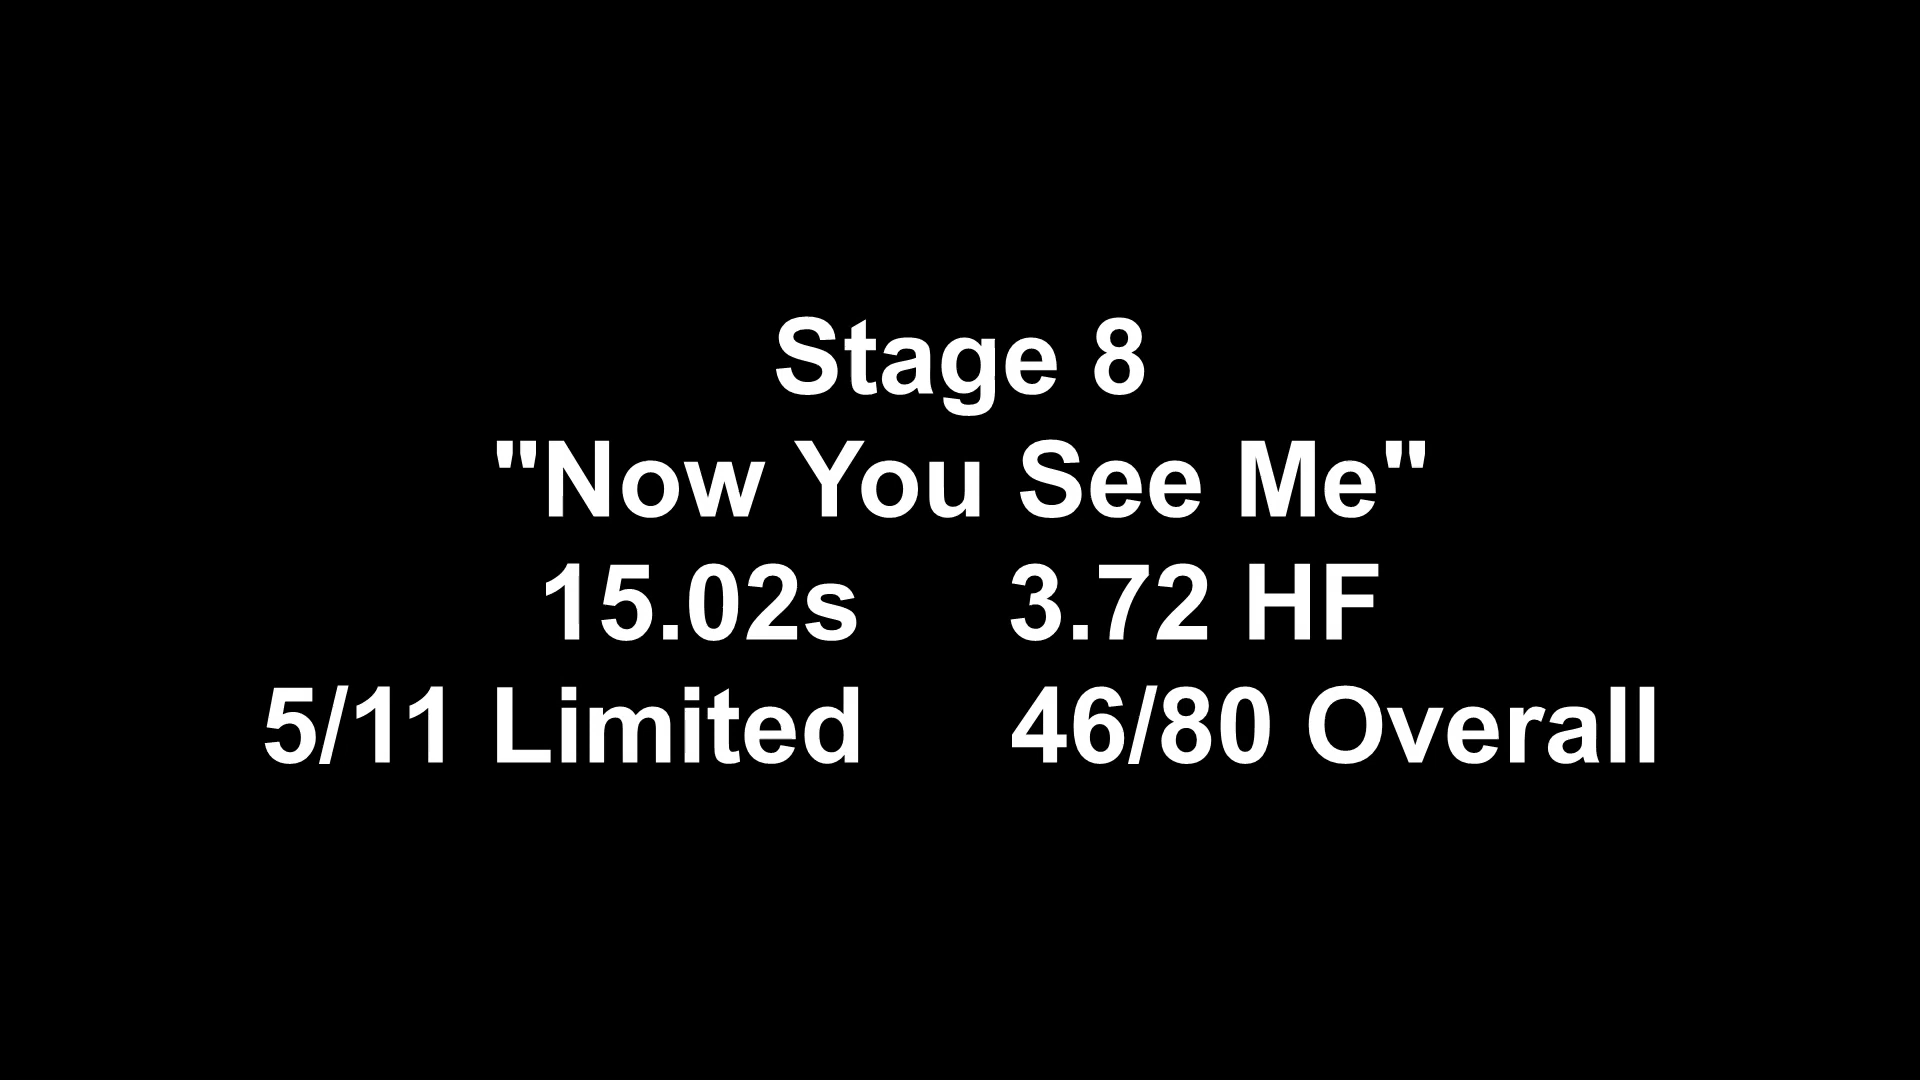 Stage 8
"Now You See Me"
15.02s 3.72 HF
5/11 Limited 46/80 Overall